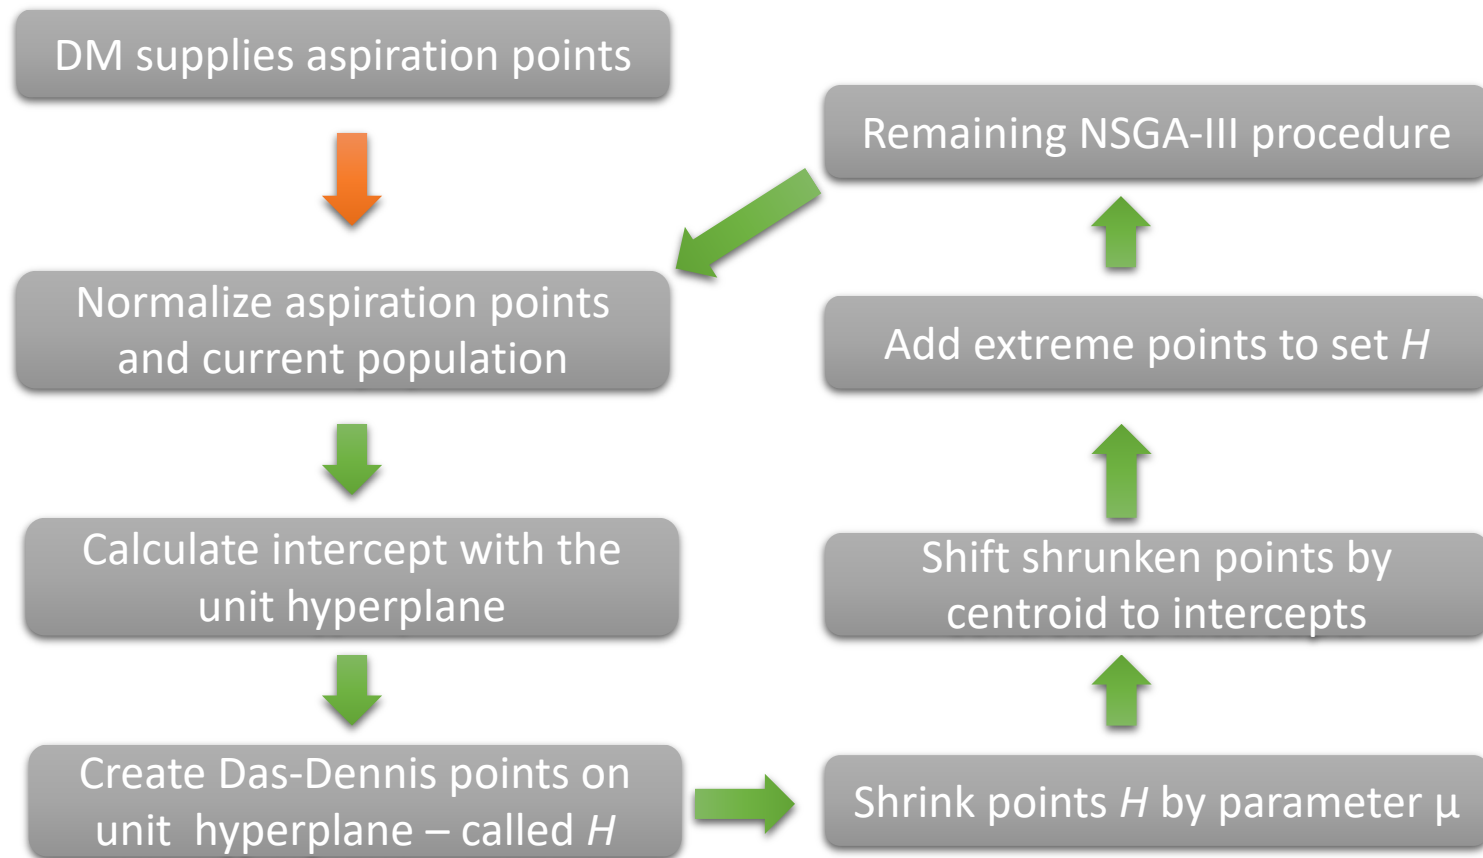 DM supplies aspiration points
Normalize aspiration points
and current population
Calculate intercept with the
unit hyperplane
Create Das-Dennis points on
unit hyperplane – called H
Shrink points H by parameter μ
Shift shrunken points by
centroid to intercepts
Add extreme points to set H
Remaining NSGA-III procedure